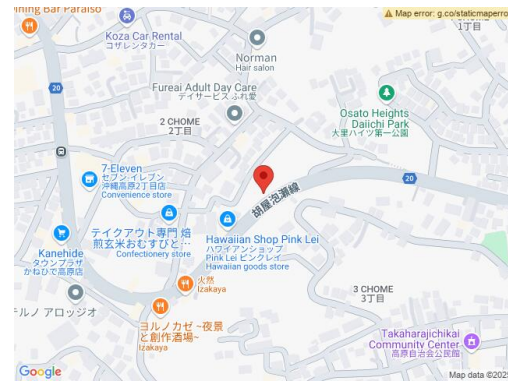 Dining Bar Paraiso
Koza Car Rental
コザレンタカー
Map error: g.co/staticmaperro
1丁目
Norman
Hair salon
20
Fureai Adult Day Care
デイサービス ふれ愛
Osato Heights
Daiichi Park
大里ハイツ第一公園
2 CHOME
2丁目
7-Eleven
セブン-イレブン
沖縄高原2丁目店
Convenience store
20
胡屋泡瀬線
テイクアウト専門 焙
煎玄米おむすびと…
Confectionery store
Hawaiian Shop Pink Lei
ハワイアンショップ
Pink Lei ピンクレイ
Hawaiian goods store
Kanehide
タウンプラザ
かねひで高原店
火然
Izakaya
3 CHOME
3丁目
テルノ アロッジオ
ヨルノカゼ ~夜景
と創作酒場~
Izakaya
Takaharajichikai
Community Center
高原自治会公民館
Google
Map data ©2025